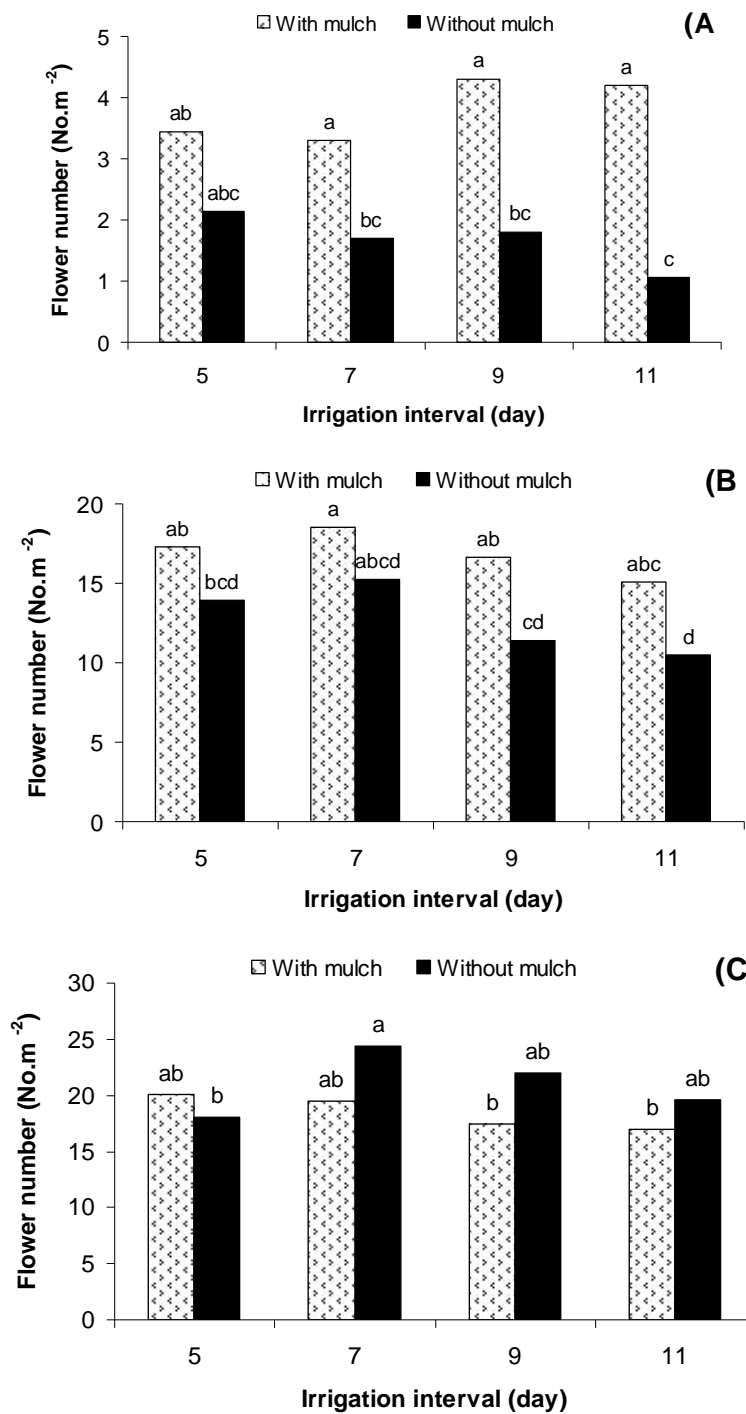 With mulch Without mulch (A
Flower number (No.m -2)
5
4
3
2
1
0
ab abc a bc a bc a c
5 7 9 11
Irrigation interval (day)
With mulch Without mulch (B
Flower number (No.m -2)
20
15
10
5
0
ab bcd a abcd ab cd abc d
5 7 9 11
Irrigation interval (day)
With mulch Without mulch (C
Flower number (No.m -2)
30
25
20
15
10
5
0
ab b ab a b ab b ab
5 7 9 11
Irrigation interval (day)